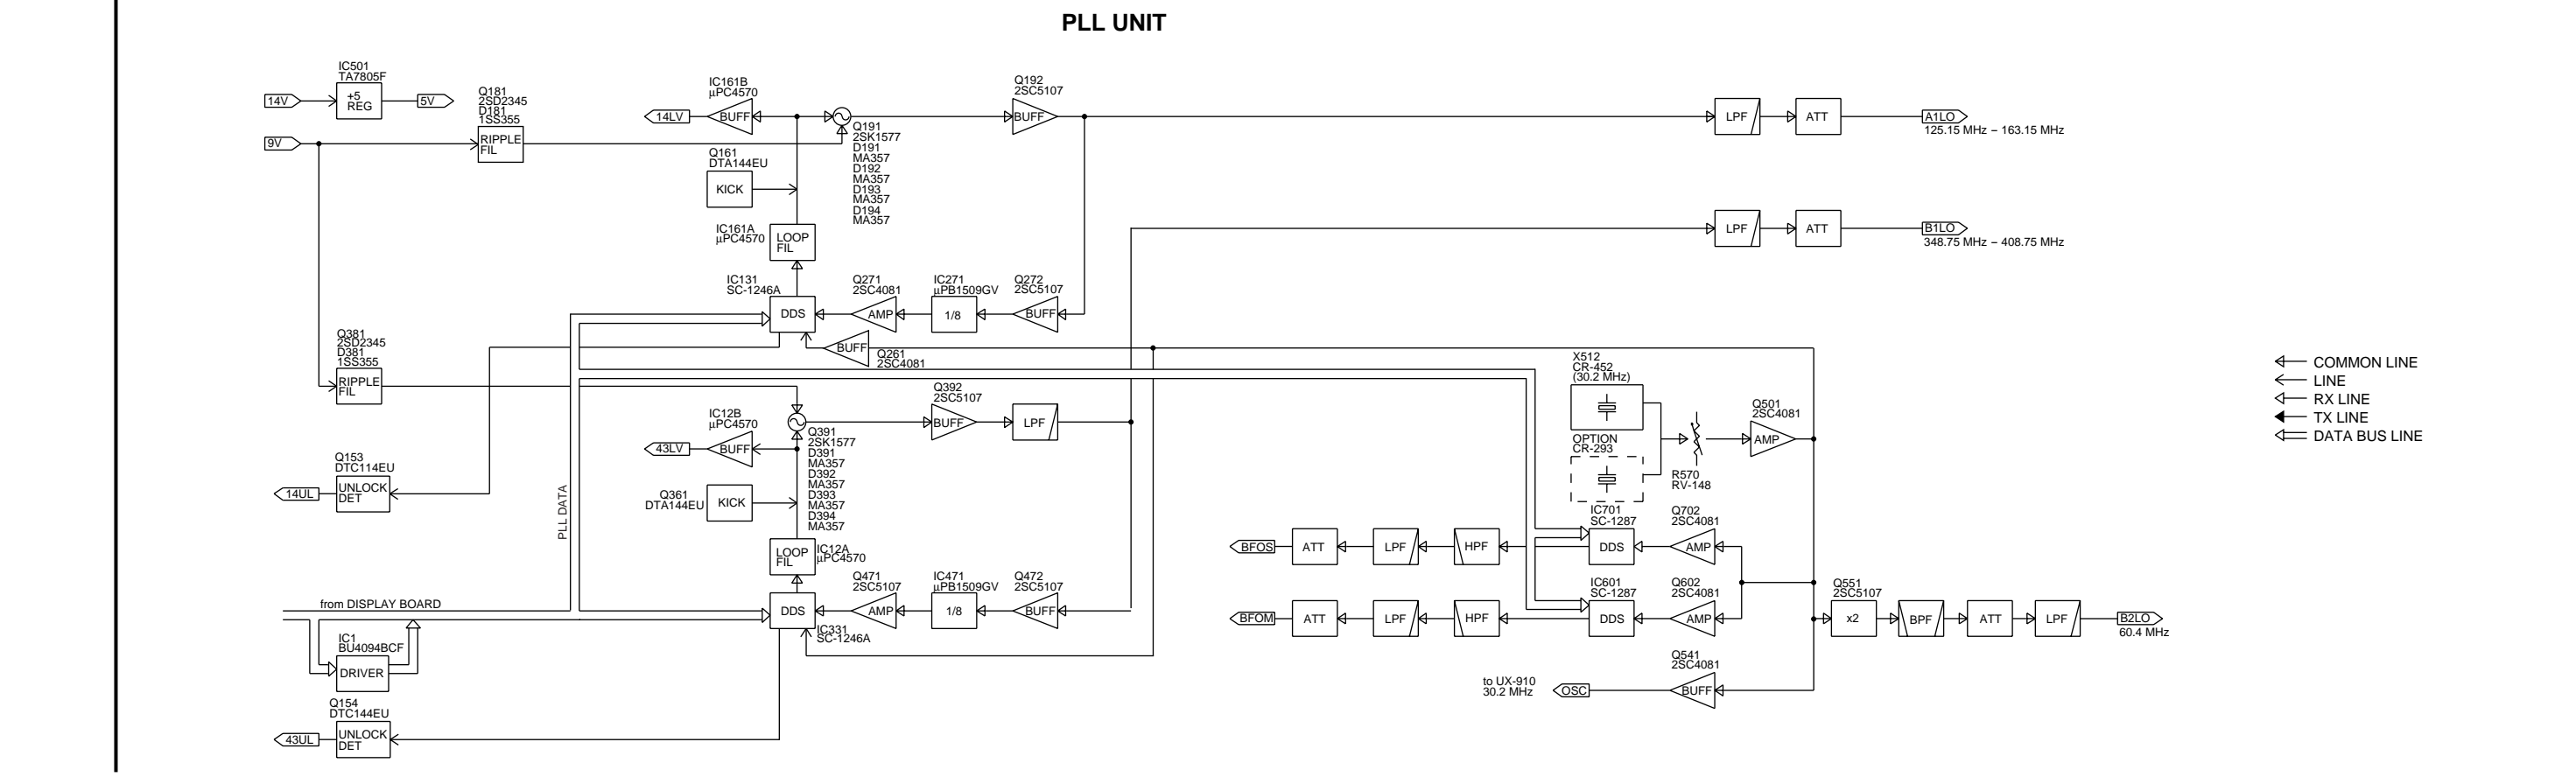 PLL UNIT
IC501
TA7805F
14V
+5
REG
5V
Q181
2SD2345
D181
1SS355
RIPPLE
FIL
9V
IC161B
µPC4570
14LV
BUFF
Q161
DTA144EU
KICK
Q191
2SK1577
D191
MA357
D192
MA357
D193
MA357
D194
MA357
Q192
2SC5107
BUFF
LPF
ATT
A1LO
125.15 MHz – 163.15 MHz
LPF
ATT
B1LO
348.75 MHz – 408.75 MHz
IC161A
µPC4570
LOOP
FIL
IC131
SC-1246A
DDS
Q271
2SC4081
AMP
IC271
µPB1509GV
1/8
Q272
2SC5107
BUFF
BUFF
Q261
2SC4081
Q381
2SD2345
D381
1SS355
RIPPLE
FIL
Q392
2SC5107
BUFF
LPF
IC12B
µPC4570
43LV
BUFF
Q391
2SK1577
D391
MA357
D392
MA357
D393
MA357
D394
MA357
Q361
DTA144EU
KICK
Q153
DTC114EU
14UL
UNLOCK
DET
PLL DATA
LOOP
FIL
IC12A
µPC4570
DDS
IC331
SC-1246A
Q471
2SC5107
AMP
IC471
µPB1509GV
1/8
Q472
2SC5107
BUFF
from DISPLAY BOARD
IC1
BU4094BCF
DRIVER
Q154
DTC144EU
43UL
UNLOCK
DET
X512
CR-452
(30.2 MHz)
OPTION
CR-293
R570
RV-148
Q501
2SC4081
AMP
BFOS
ATT
LPF
HPF
IC701
SC-1287
DDS
Q702
2SC4081
AMP
BFOM
ATT
LPF
HPF
IC601
SC-1287
DDS
Q602
2SC4081
AMP
Q551
2SC5107
x2
BPF
ATT
LPF
B2LO
60.4 MHz
to UX-910
30.2 MHz
OSC
Q541
2SC4081
BUFF
COMMON LINE
LINE
RX LINE
TX LINE
DATA BUS LINE